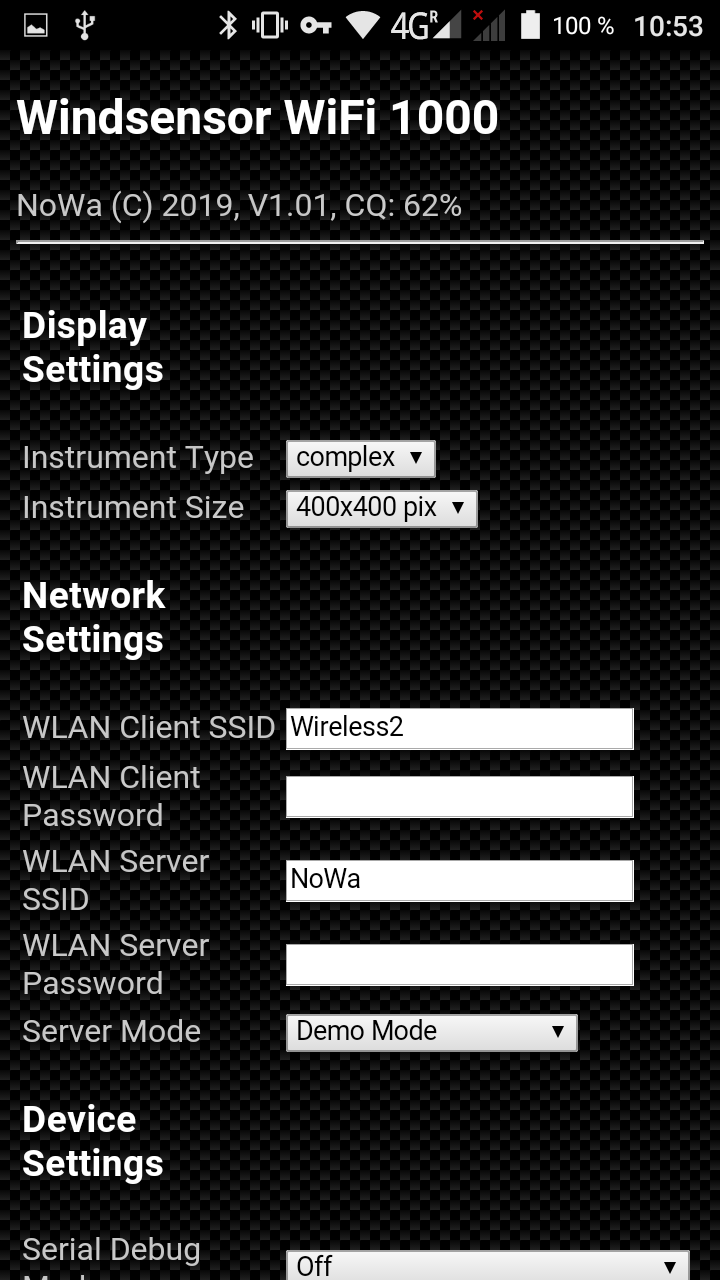 4G R 100 % 10:53
Windsensor WiFi 1000
NoWa (C) 2019, V1.01, CQ: 62%
Display
Settings
Instrument Type complex
Instrument Size 400x400 pix
Network
Settings
WLAN Client SSID Wireless2
WLAN Client
Password
WLAN Server
SSID NoWa
WLAN Server
Password
Server Mode Demo Mode
Device
Settings
Serial Debug
Off